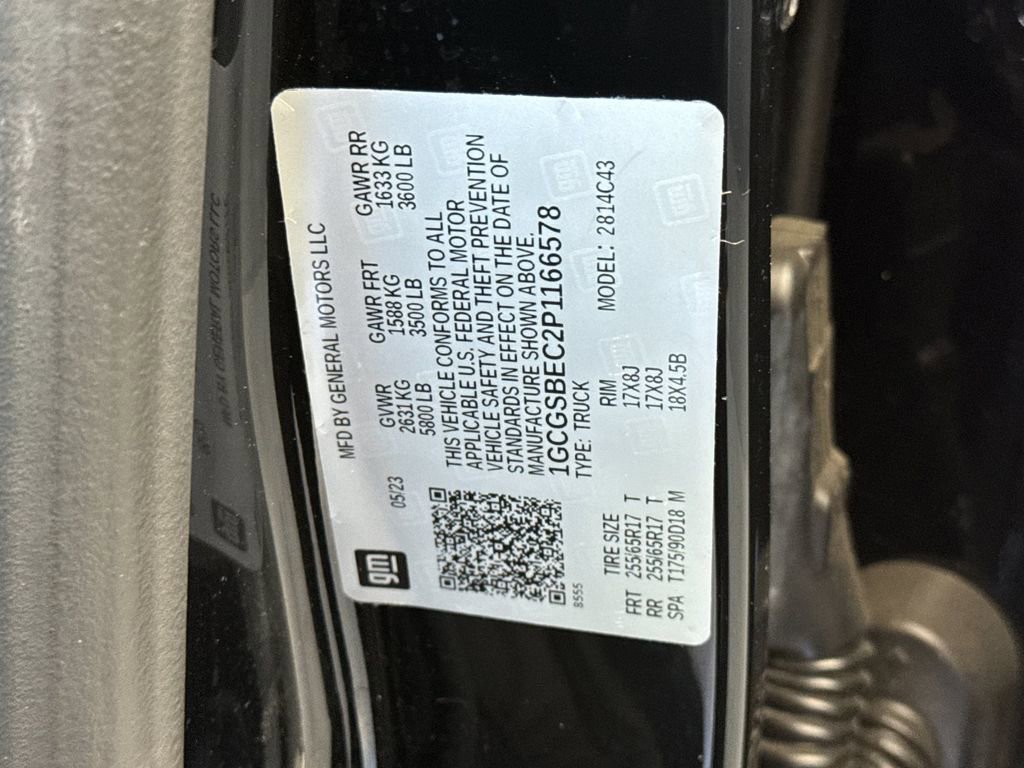 gm
MFD BY GENERAL MOTORS LLC
05/23
GVWR GAWR FRT GAWR RR
2631 KG 1588 KG 1633 KG
5800 LB 3500 LB 3600 LB
THIS VEHICLE CONFORMS TO ALL
APPLICABLE U.S. FEDERAL MOTOR
VEHICLE SAFETY AND THEFT PREVENTION
STANDARDS IN EFFECT ON THE DATE OF
MANUFACTURE SHOWN ABOVE.
1GCGSBEC2P1166578
8555
TYPE: TRUCK MODEL: 2814C43
TIRE SIZE RIM
FRT 255/65R17 T 17X8J
RR 255/65R17 T 17X8J
SPA T175/90D18 M 18X4.5B